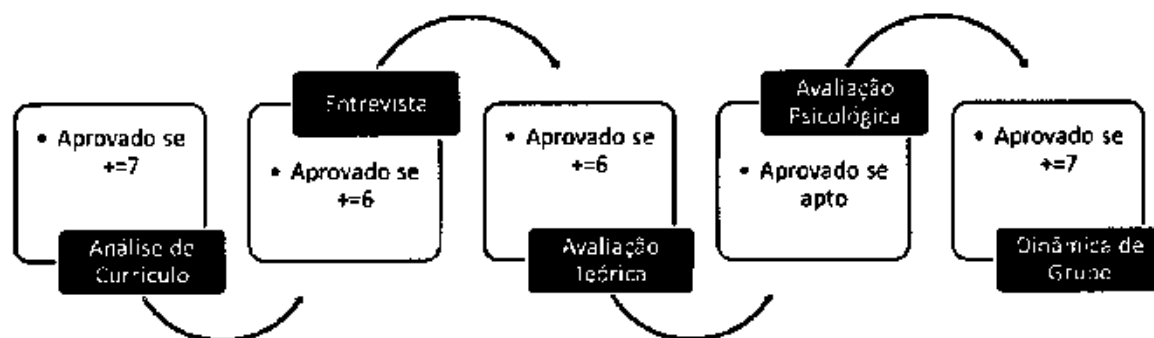 • Aprovado se
+=7
Análise de
Currículo
Entrevista
• Aprovado se
+=6
• Aprovado se
+=6
Avaliação
Teórica
Avaliação
Psicológica
• Aprovado se
apto
• Aprovado se
+=7
Dinâmica de
Grupo